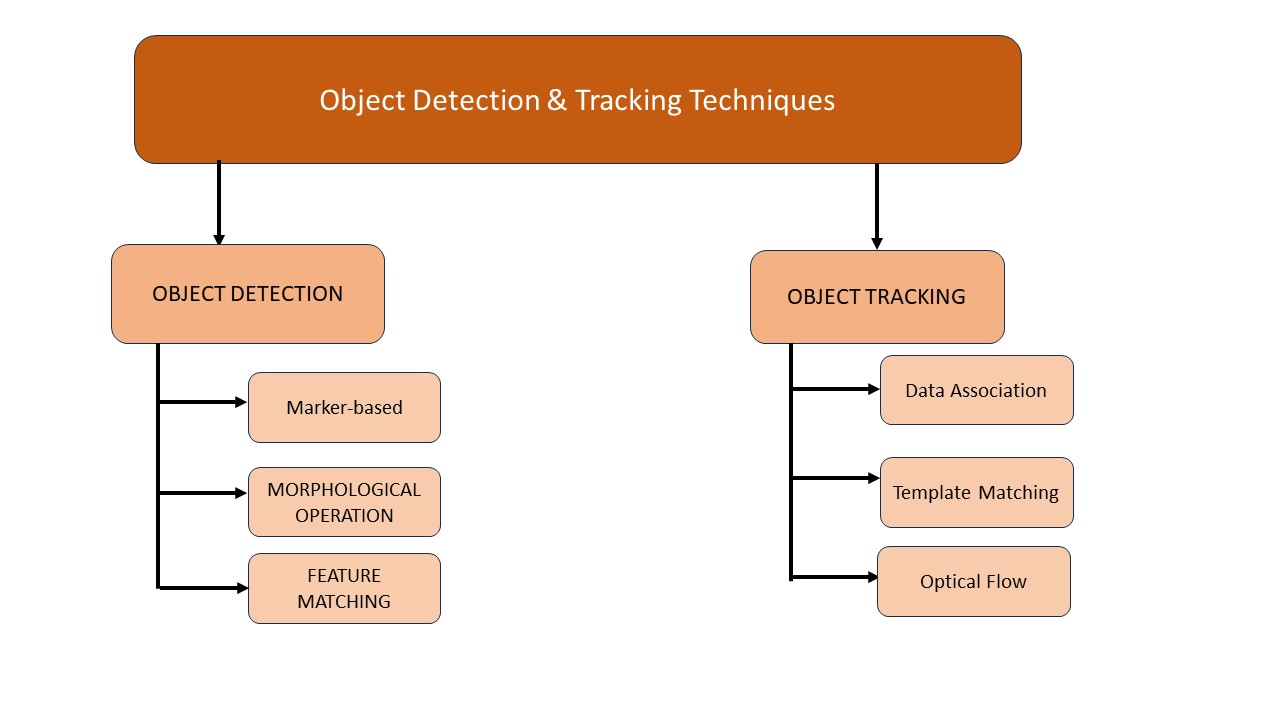 Object Detection & Tracking Techniques
OBJECT DETECTION
Marker-based
MORPHOLOGICAL
OPERATION
FEATURE
MATCHING
OBJECT TRACKING
Data Association
Template Matching
Optical Flow